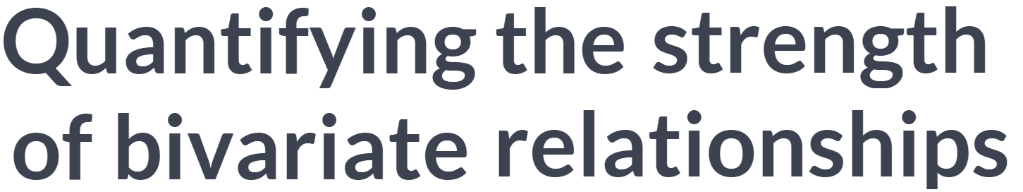 Quantifying the strength
of bivariate relationships